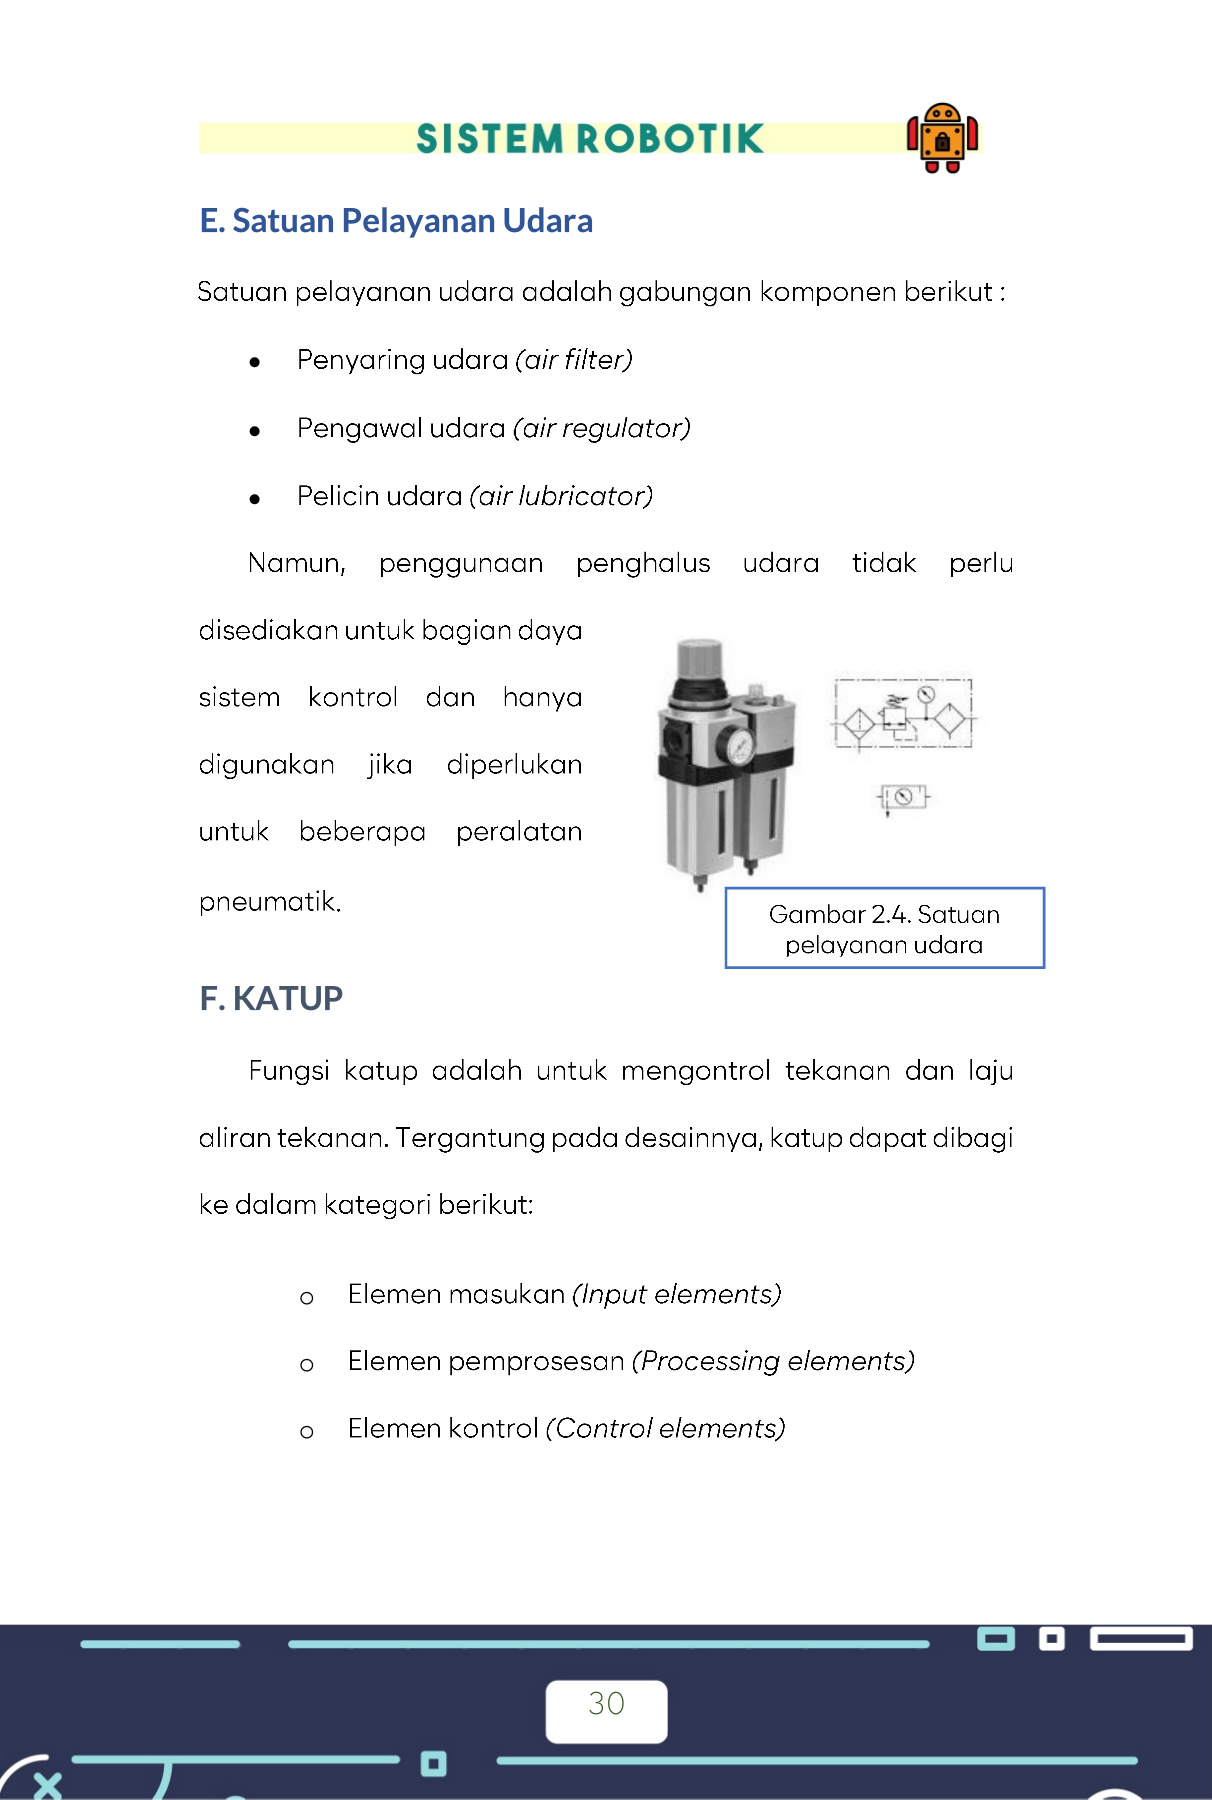 SISTEM ROBOTIK
E. Satuan Pelayanan Udara
Satuan pelayanan udara adalah gabungan komponen berikut :
● Penyaring udara (air filter)
● Pengawal udara (air regulator)
● Pelicin udara (air lubricator)
Namun, penggunaan penghalus udara tidak perlu
disediakan untuk bagian daya
sistem kontrol dan hanya
digunakan jika diperlukan
untuk beberapa peralatan
pneumatik.
Gambar 2.4. Satuan
pelayanan udara
F. KATUP
Fungsi katup adalah untuk mengontrol tekanan dan laju
aliran tekanan. Tergantung pada desainnya, katup dapat dibagi
ke dalam kategori berikut:
o Elemen masukan (Input elements)
o Elemen pemprosesan (Processing elements)
o Elemen kontrol (Control elements)
30